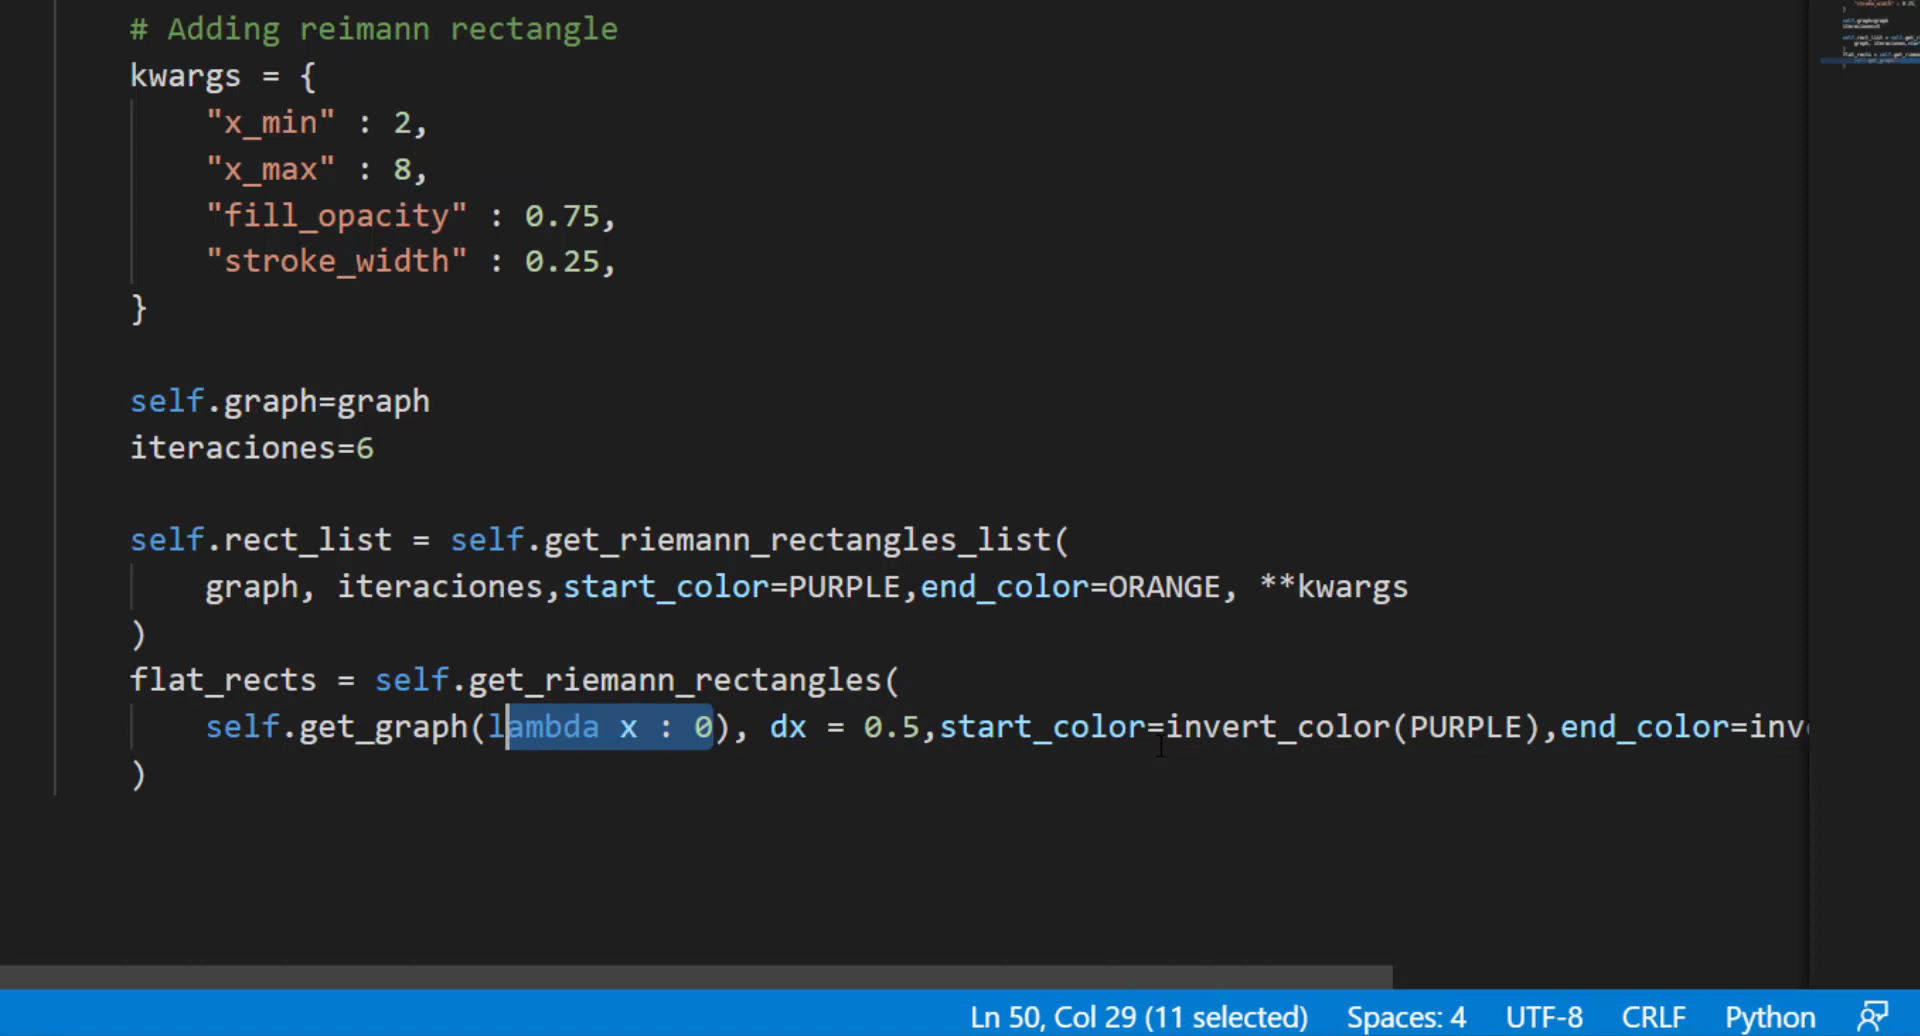 # Adding reimann rectangle
kwargs = {
"x_min" : 2,
"x_max" : 8,
"fill_opacity" : 0.75,
"stroke_width" : 0.25,
}
self.graph=graph
iteraciones=6
self.rect_list = self.get_riemann_rectangles_list(
graph, iteraciones,start_color=PURPLE,end_color=ORANGE, **kwargs
)
flat_rects = self.get_riemann_rectangles(
self.get_graph(lambda x : 0), dx = 0.5,start_color=invert_color(PURPLE),end_color=inv
)
Ln 50, Col 29 (11 selected) Spaces: 4 UTF-8 CRLF Python